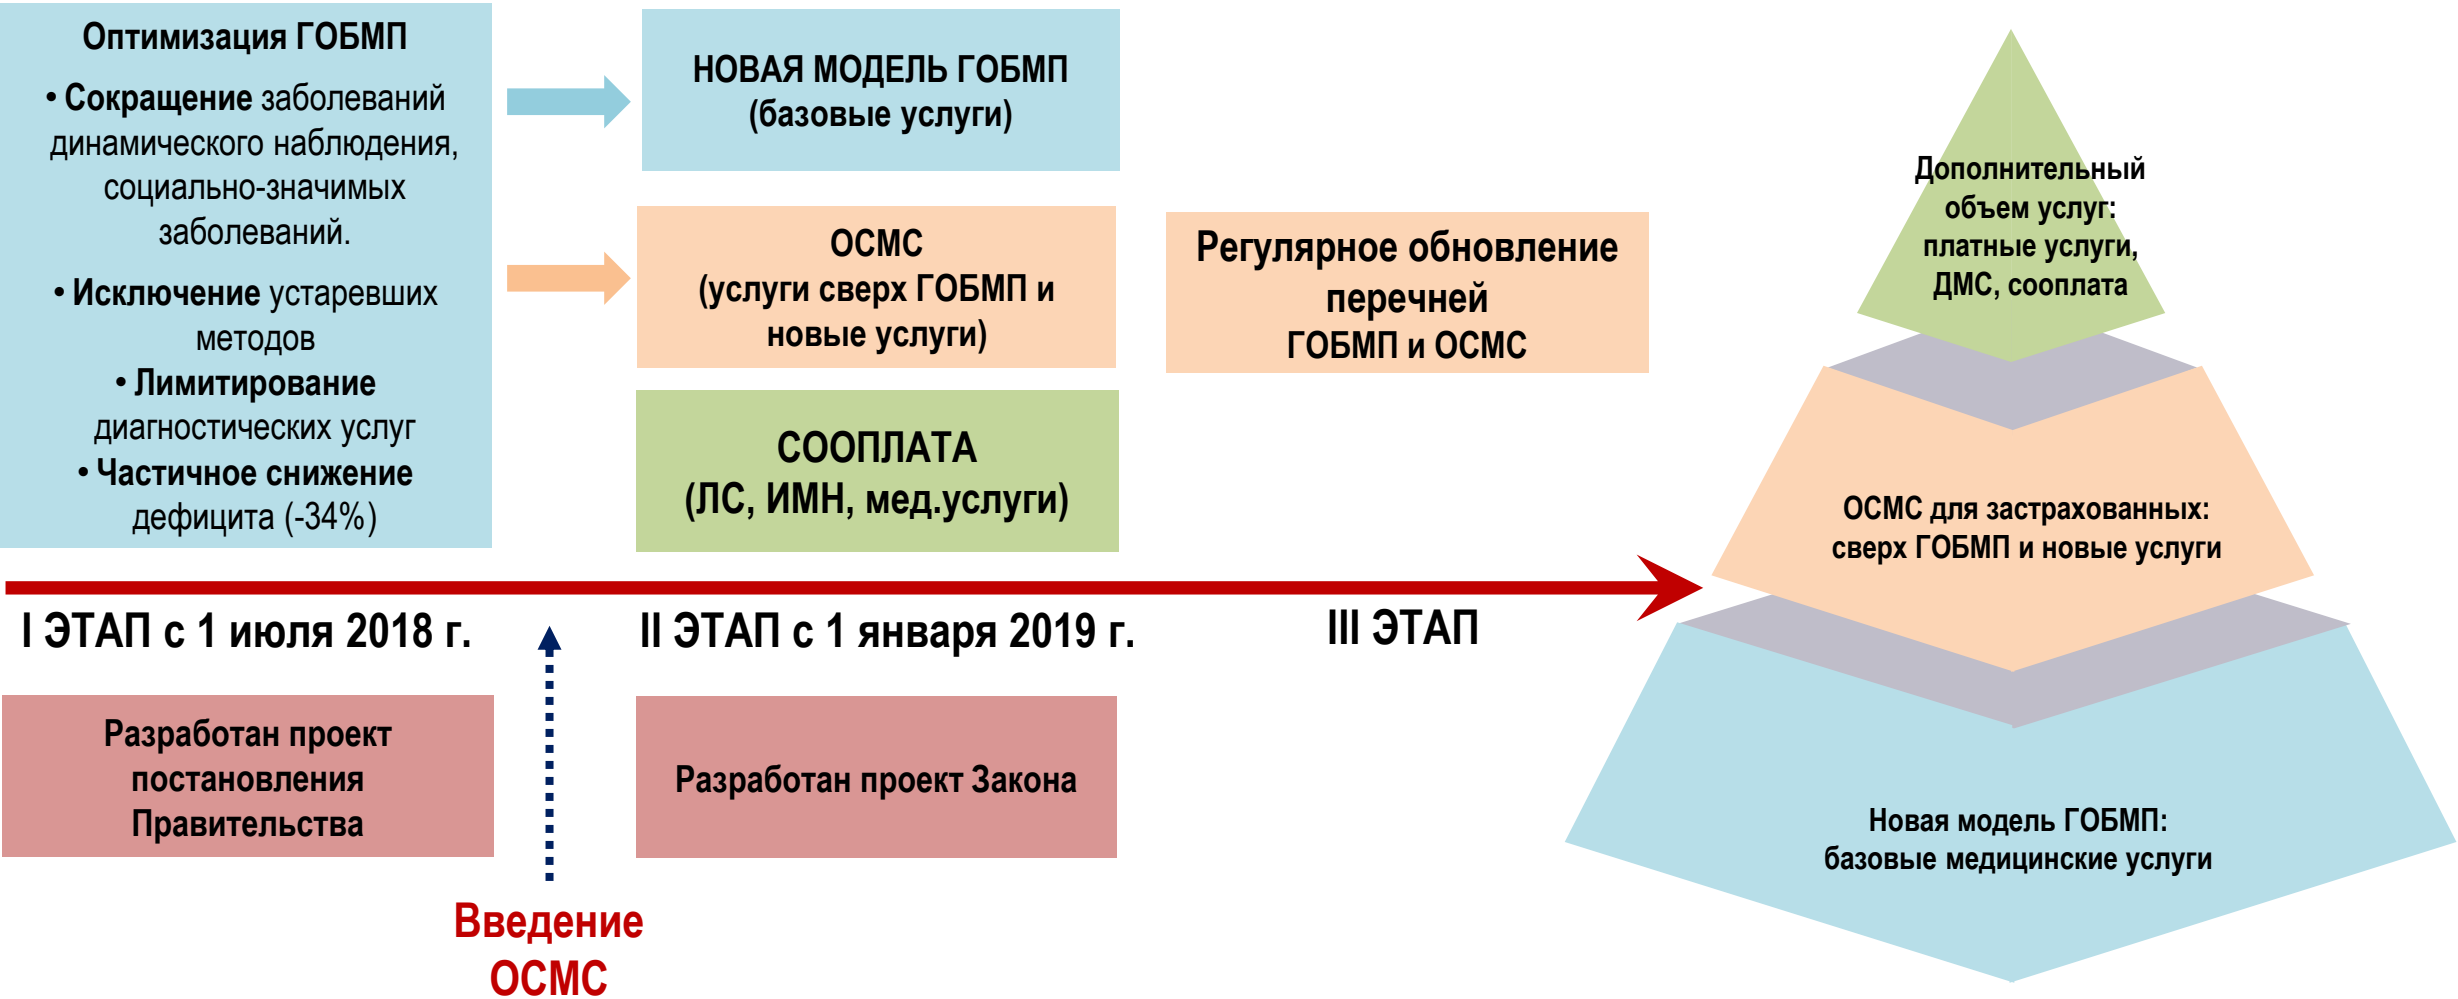 Оптимизация ГОБМП
• Сокращение заболеваний
динамического наблюдения,
социально-значимых
заболеваний.
• Исключение устаревших
методов
• Лимитирование
диагностических услуг
• Частичное снижение
дефицита (-34%)
НОВАЯ МОДЕЛЬ ГОБМП
(базовые услуги)
ОСМС
(услуги сверх ГОБМП и
новые услуги)
СООПЛАТА
(ЛС, ИМН, мед.услуги)
Регулярное обновление
перечней
ГОБМП и ОСМС
I ЭТАП с 1 июля 2018 г.
II ЭТАП с 1 января 2019 г.
III ЭТАП
Разработан проект
постановления
Правительства
Разработан проект Закона
Введение
ОСМС
Дополнительный
объем услуг:
платные услуги,
ДМС, сооплата
ОСМС для застрахованных:
сверх ГОБМП и новые услуги
Новая модель ГОБМП:
базовые медицинские услуги